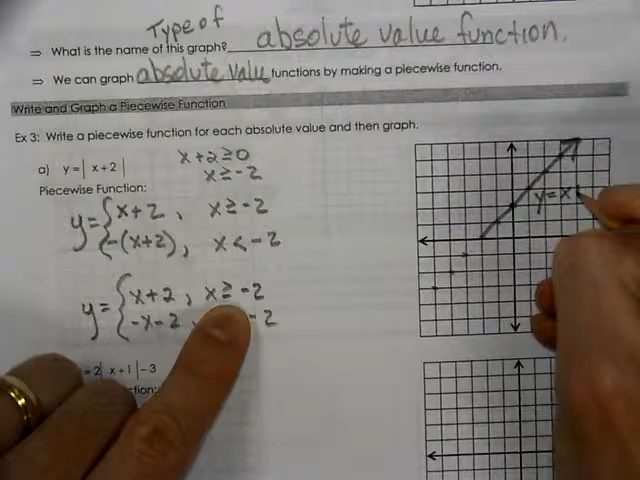 Type of
⇒ What is the name of this graph? absolute value function.
⇒ We can graph absolute value functions by making a piecewise function.
Write and Graph a Piecewise Function
Ex 3: Write a piecewise function for each absolute value and then graph.
a) y = | x + 2 | x+2≥0
x≥-2
Piecewise Function:
y= { x+2 , x≥-2
-(x+2), x<-2
y= { x+2 , x≥-2
-x-2, -2
= 2| x + 1 | – 3
y=x